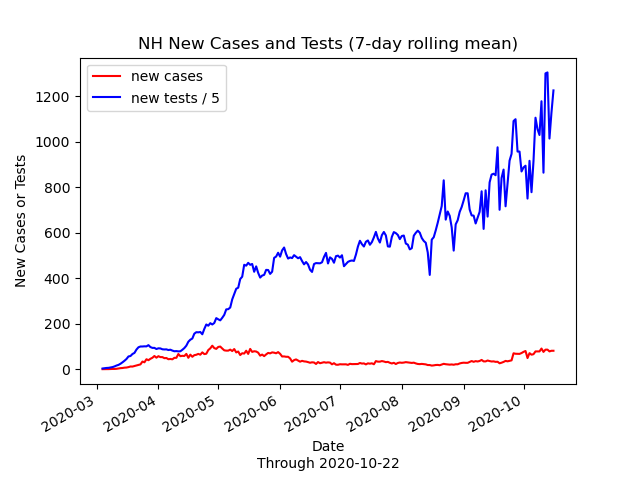 NH New Cases and Tests (7-day rolling mean)
new cases
new tests / 5
1200
1000
800
600
400
200
0
New Cases or Tests
2020-03
2020-04
2020-05
2020-06
2020-07
2020-08
2020-09
2020-10
Date
Through 2020-10-22